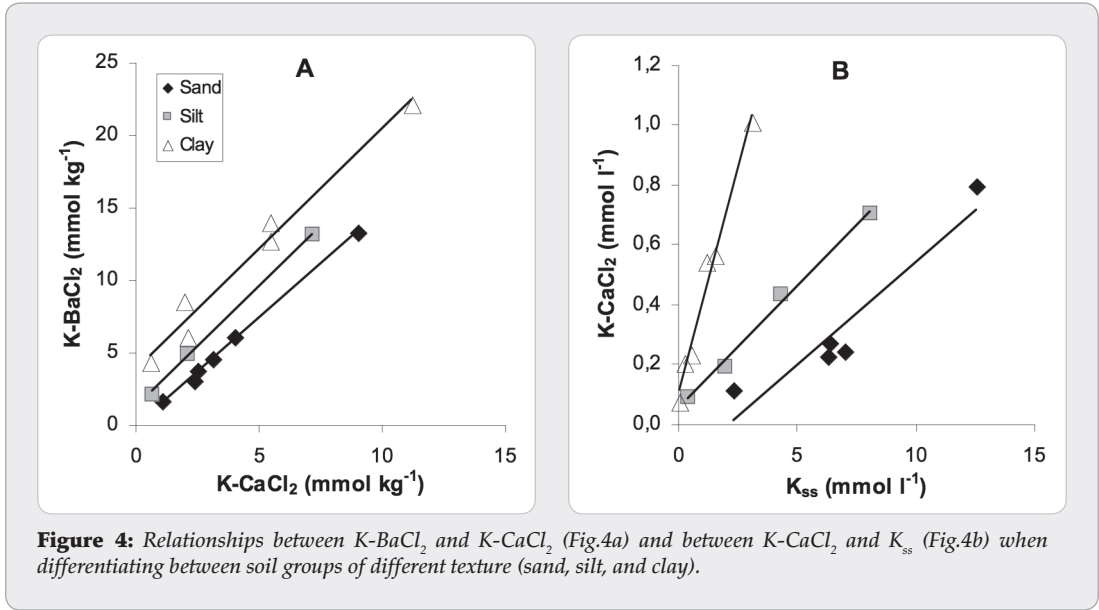 A
25
20
15
10
5
0
K-BaCl₂ (mmol kg⁻¹)
Sand
Silt
Clay
0 5 10 15
K-CaCl₂ (mmol kg⁻¹)
B
1,2
1,0
0,8
0,6
0,4
0,2
0,0
K-CaCl₂ (mmol l⁻¹)
0 5 10 15
Kₛₛ (mmol l⁻¹)
Figure 4: Relationships between K-BaCl₂ and K-CaCl₂ (Fig.4a) and between K-CaCl₂ and Kₛₛ (Fig.4b) when
differentiating between soil groups of different texture (sand, silt, and clay).